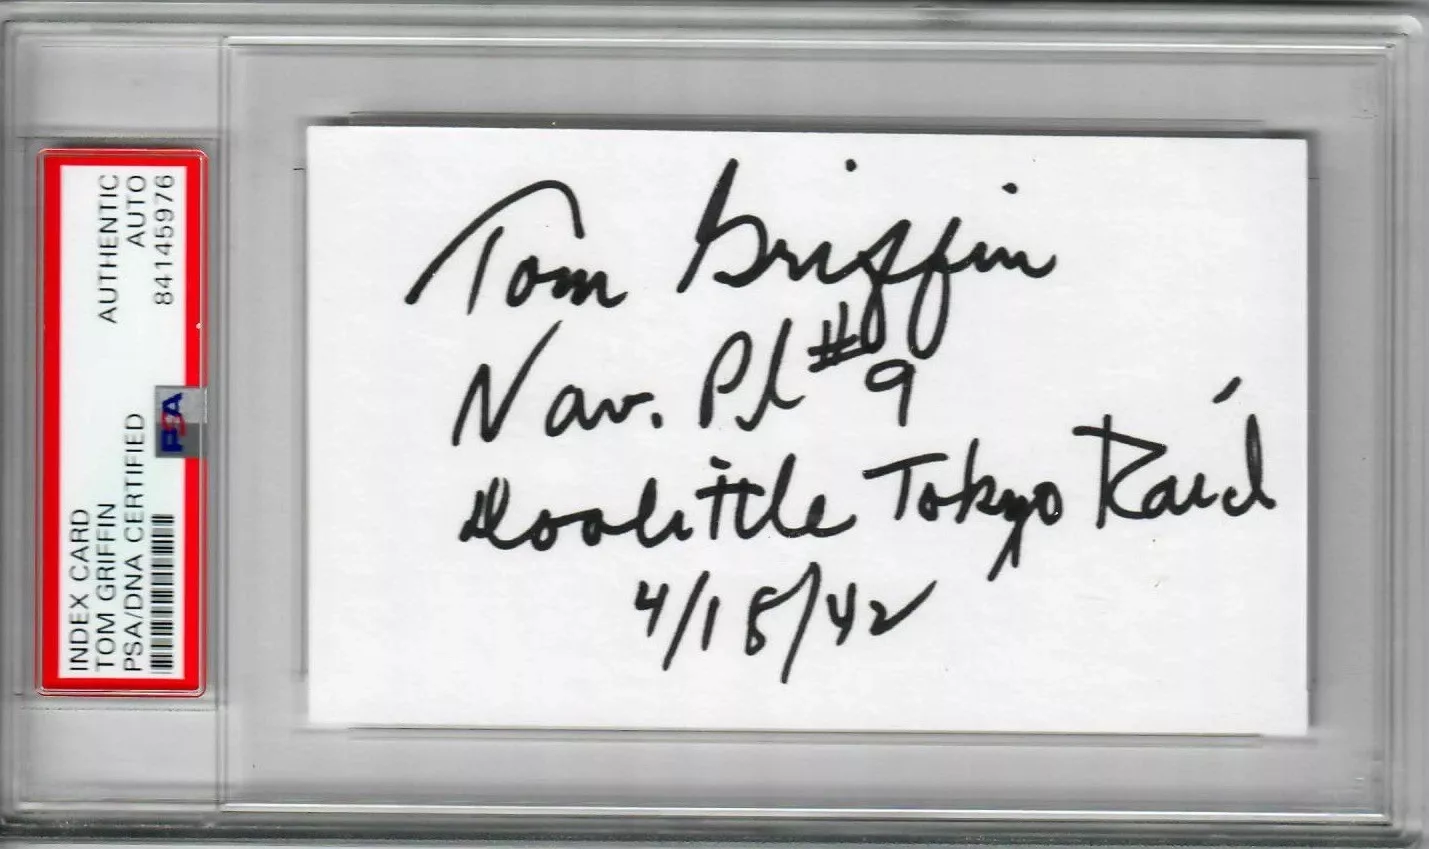 INDEX CARD
TOM GRIFFIN
PSA/DNA CERTIFIED
AUTHENTIC
AUTO
84145976
PSA
Tom Griffin
Nav. Pl #9
Doolittle Tokyo Raid
4/18/42